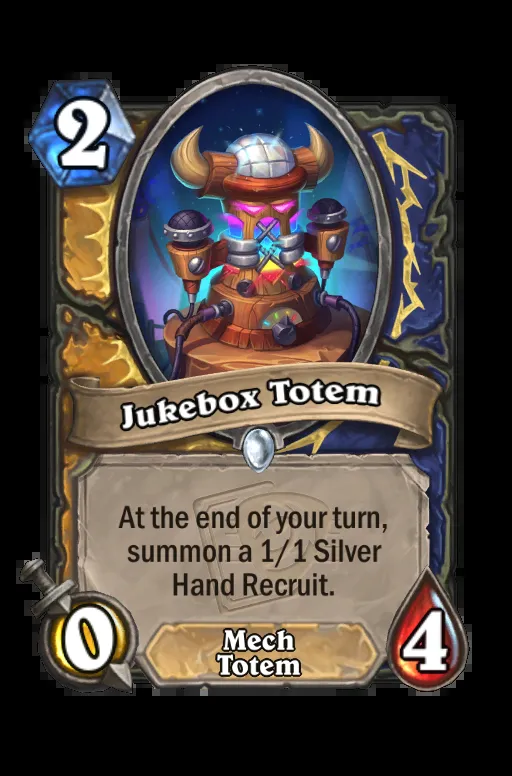 2
Jukebox Totem
At the end of your turn,
summon a 1/1 Silver
Hand Recruit.
0
Mech
Totem
4